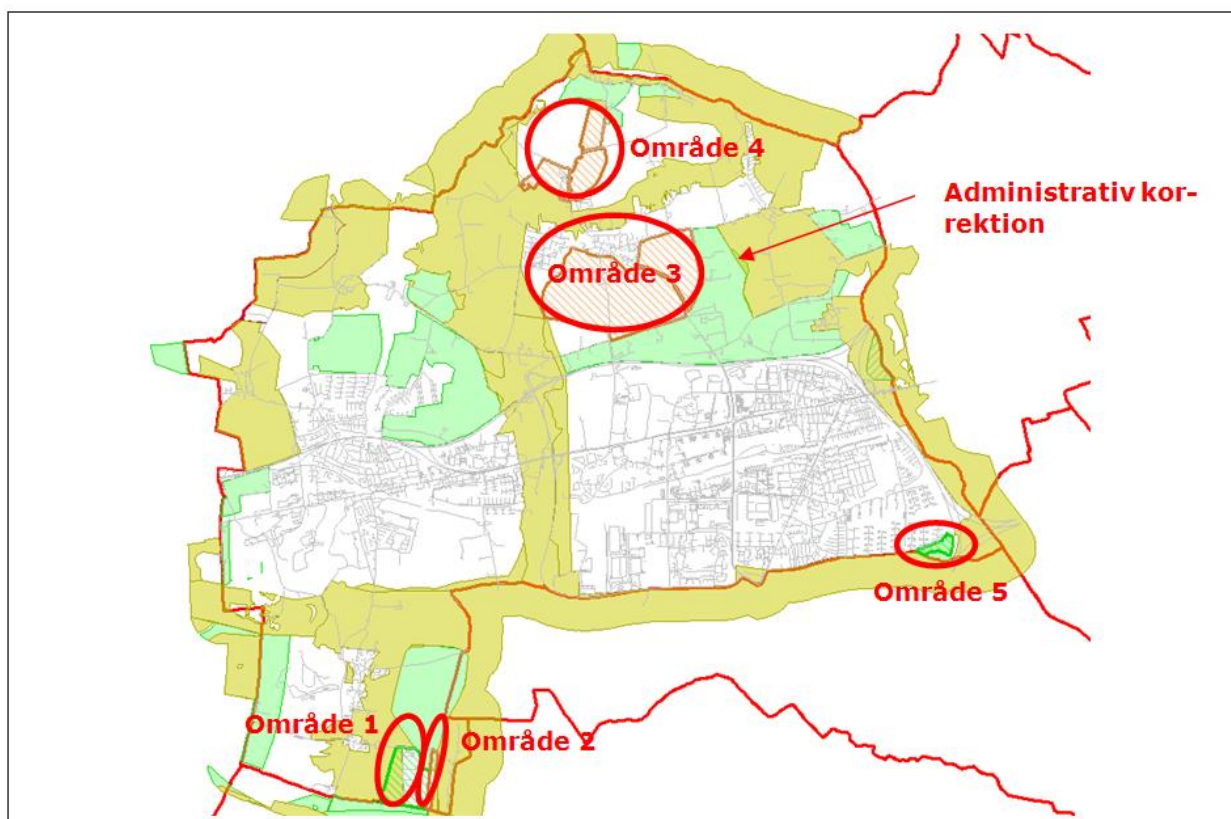 Område 4
Administrativ kor-
rektion
Område 3
Område 5
Område 1
Område 2